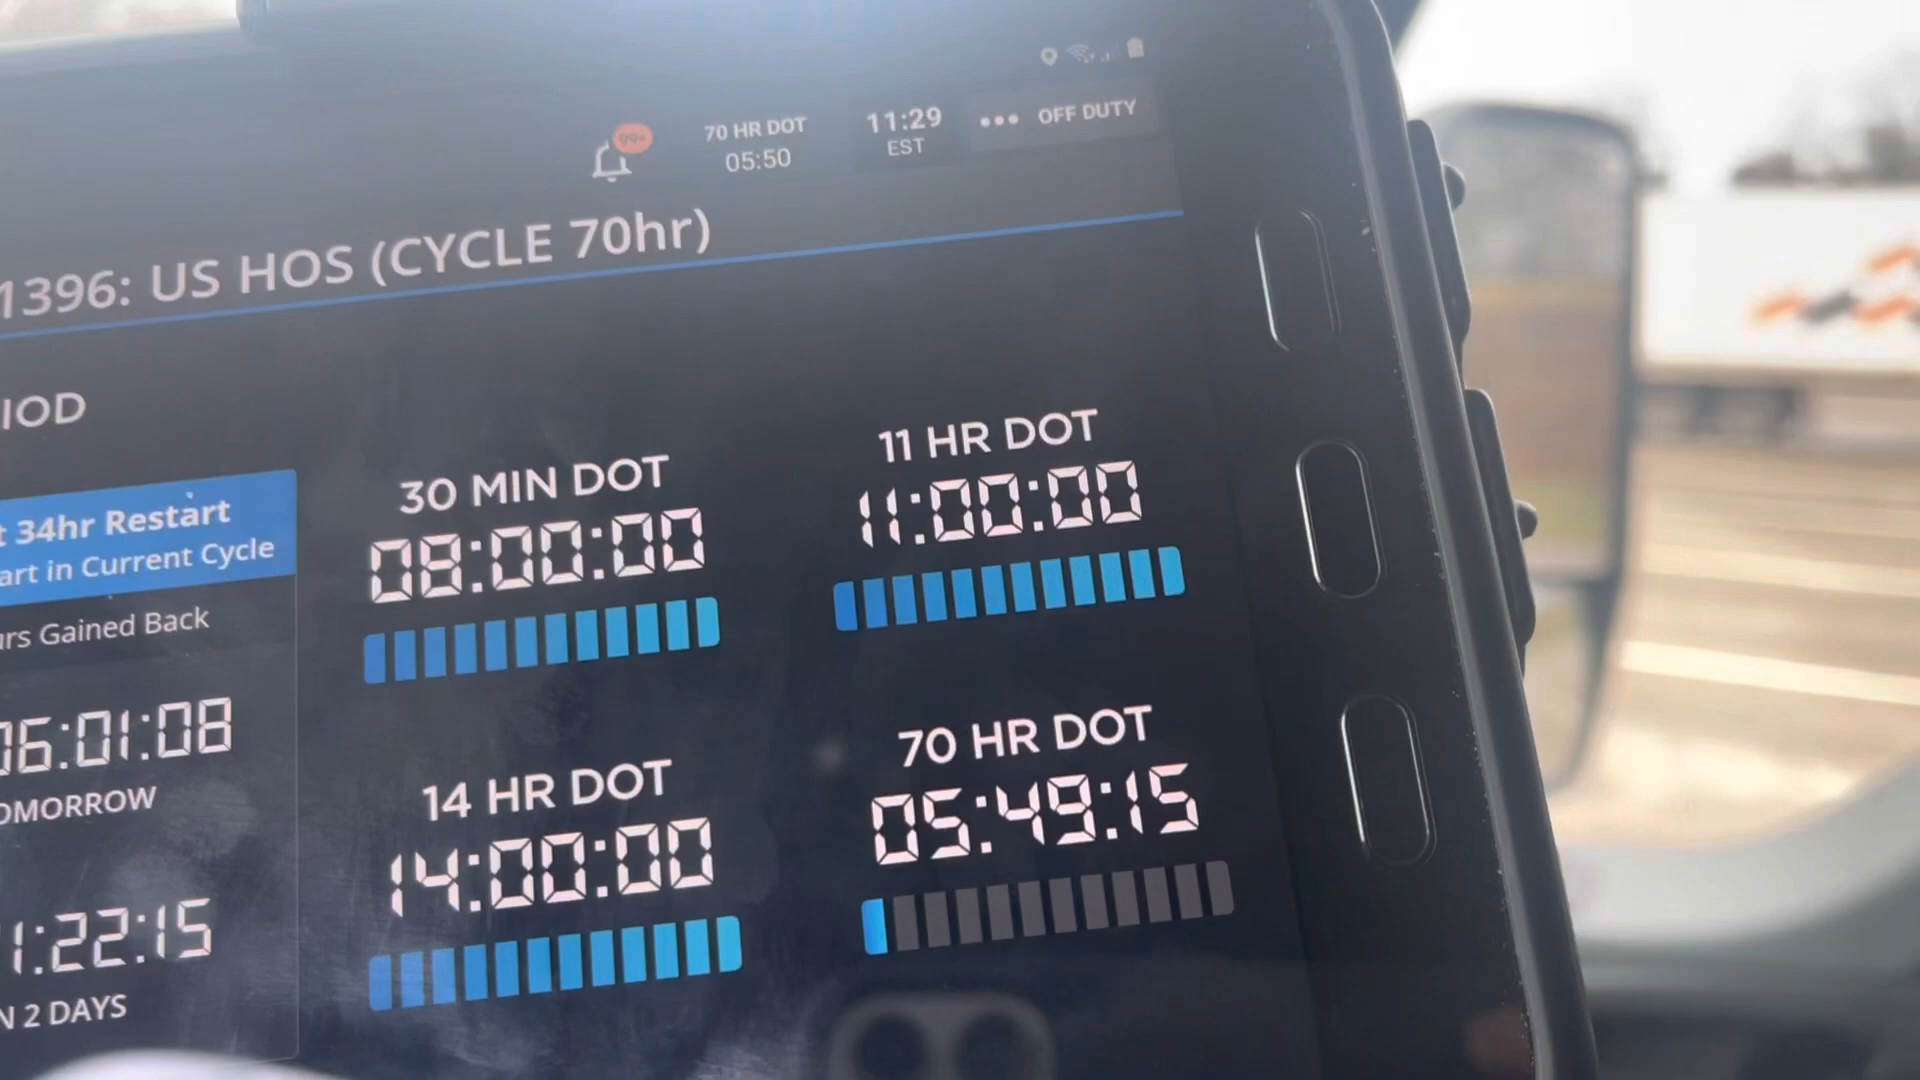 99+
70 HR DOT
05:50
11:29
EST
OFF DUTY
1396: US HOS (CYCLE 70hr)
IOD
34hr Restart
in Current Cycle
Gained Back
06:01:08
OMORROW
1:22:15
N 2 DAYS
30 MIN DOT
08:00:00
11 HR DOT
11:00:00
14 HR DOT
14:00:00
70 HR DOT
05:49:15